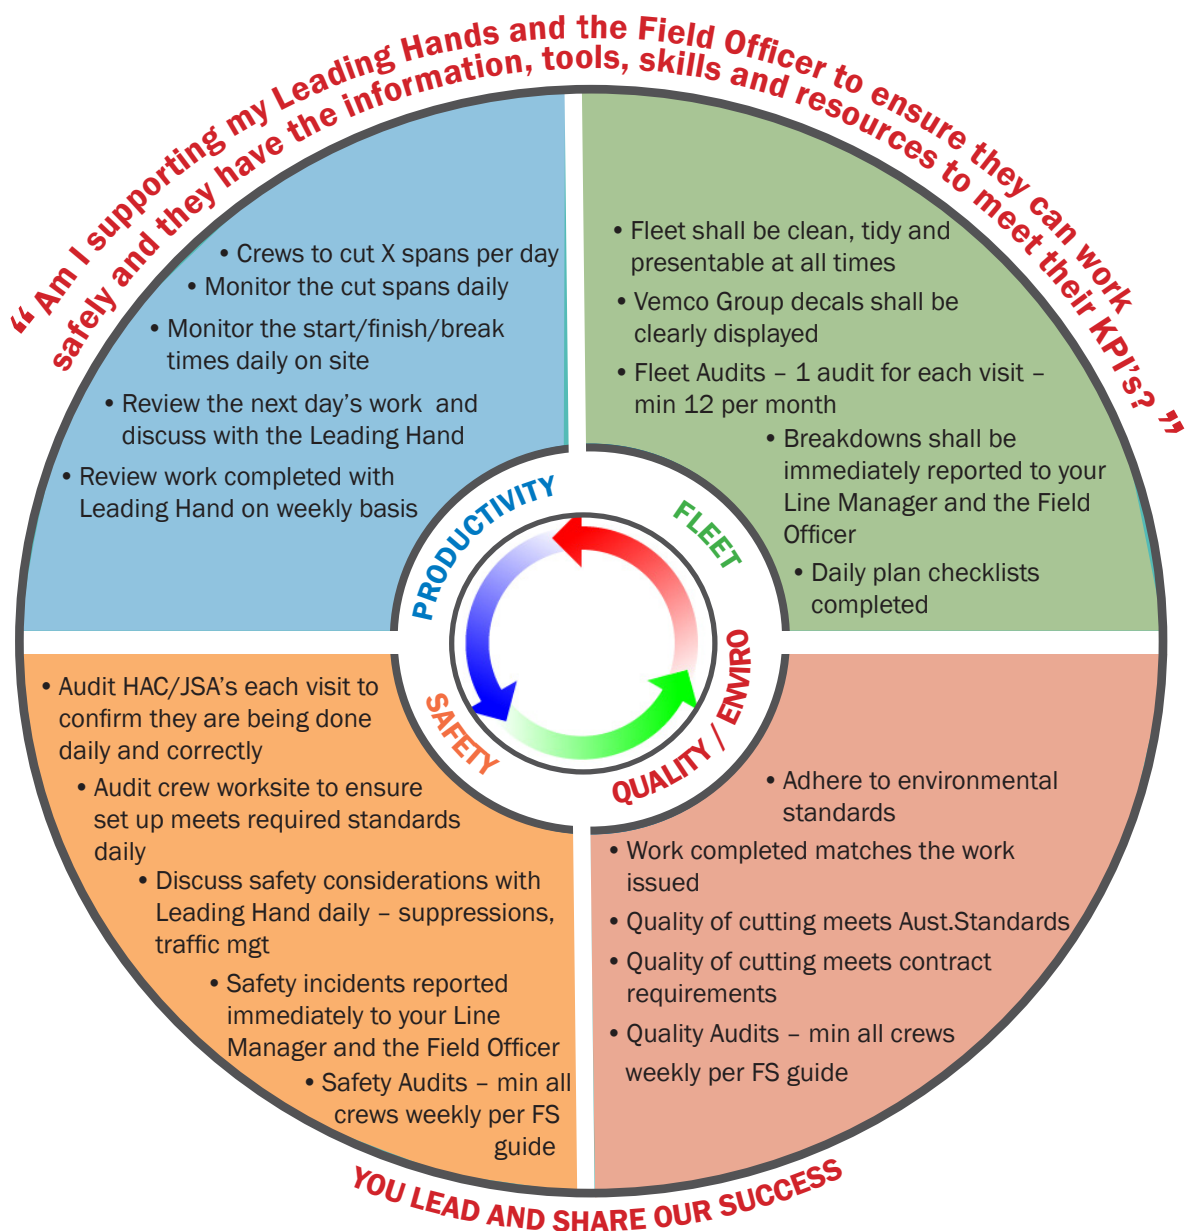 “Am I supporting my Leading Hands and the Field Officer to ensure they can work
safely and they have the information, tools, skills and resources to meet their KPI's? ”
• Crews to cut X spans per day
• Monitor the cut spans daily
• Monitor the start/finish/break
times daily on site
• Review the next day's work and
discuss with the Leading Hand
• Review work completed with
Leading Hand on weekly basis
• Fleet shall be clean, tidy and
presentable at all times
• Vemco Group decals shall be
clearly displayed
• Fleet Audits – 1 audit for each visit –
min 12 per month
• Breakdowns shall be
immediately reported to your
Line Manager and the Field
Officer
• Daily plan checklists
completed
PRODUCTIVITY
FLEET
SAFETY
QUALITY / ENVIRO
• Audit HAC/JSA's each visit to
confirm they are being done
daily and correctly
• Audit crew worksite to ensure
set up meets required standards
daily
• Discuss safety considerations with
Leading Hand daily – suppressions,
traffic mgt
• Safety incidents reported
immediately to your Line
Manager and the Field Officer
• Safety Audits – min all
crews weekly per FS
guide
• Adhere to environmental
standards
• Work completed matches the work
issued
• Quality of cutting meets Aust.Standards
• Quality of cutting meets contract
requirements
• Quality Audits – min all crews
weekly per FS guide
YOU LEAD AND SHARE OUR SUCCESS